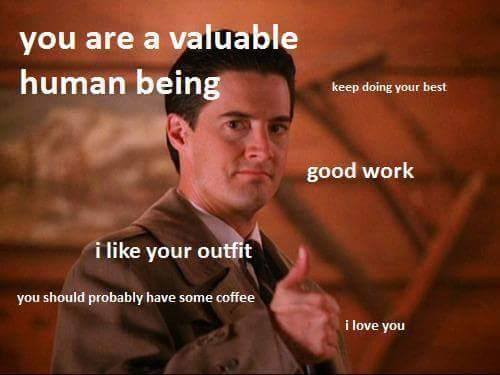 you are a valuable
human being
keep doing your best
good work
i like your outfit
you should probably have some coffee
i love you